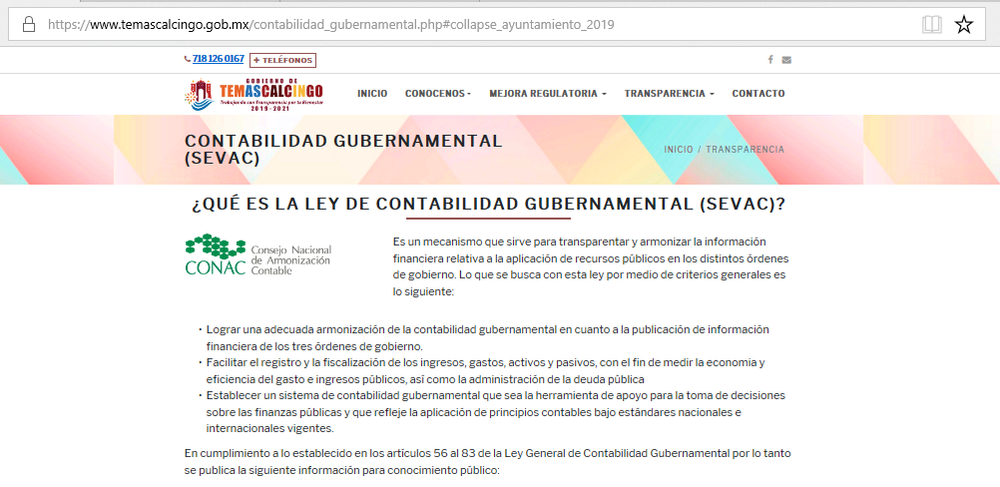 https://www.temascalcingo.gob.mx/contabilidad_gubernamental.php#collapse_ayuntamiento_2019
718 126 0167 + TELÉFONOS
GOBIERNO DE
TEMASCALCINGO
Trabajando con Transparencia por tu Bienestar
2019 - 2021
INICIO CONOCENOS MEJORA REGULATORIA TRANSPARENCIA CONTACTO
CONTABILIDAD GUBERNAMENTAL
(SEVAC)
INICIO / TRANSPARENCIA
¿QUÉ ES LA LEY DE CONTABILIDAD GUBERNAMENTAL (SEVAC)?
CONAC
Consejo Nacional
de Armonización
Contable
Es un mecanismo que sirve para transparentar y armonizar la información
financiera relativa a la aplicación de recursos públicos en los distintos órdenes
de gobierno. Lo que se busca con esta ley por medio de criterios generales es
lo siguiente:
• Lograr una adecuada armonización de la contabilidad gubernamental en cuanto a la publicación de información
financiera de los tres órdenes de gobierno.
• Facilitar el registro y la fiscalización de los ingresos, gastos, activos y pasivos, con el fin de medir la economia y
eficiencia del gasto e ingresos públicos, así como la administración de la deuda pública
• Establecer un sistema de contabilidad gubernamental que sea la herramienta de apoyo para la toma de decisiones
sobre las finanzas públicas y que refleje la aplicación de principios contables bajo estándares nacionales e
internacionales vigentes.
En cumplimiento a lo establecido en los artículos 56 al 83 de la Ley General de Contabilidad Gubernamental por lo tanto
se publica la siguiente información para conocimiento público: